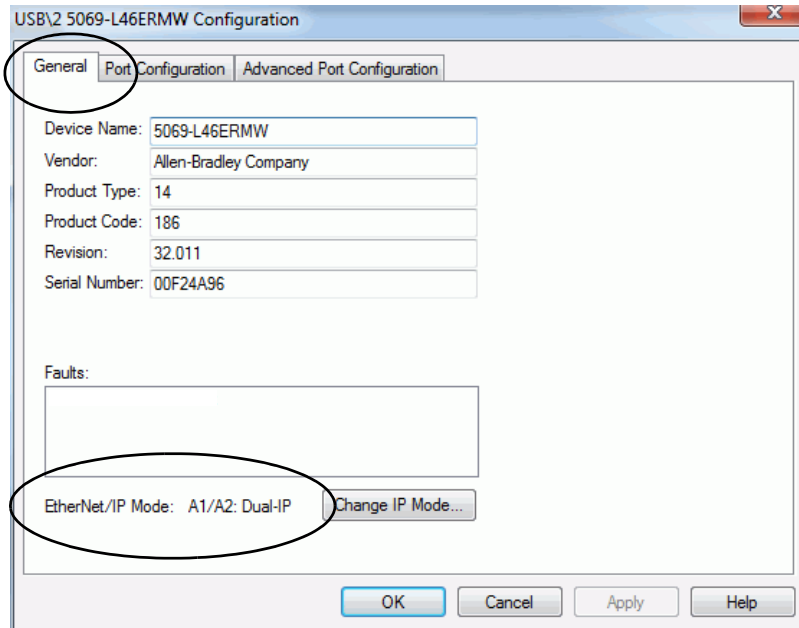 USB\2 5069-L46ERMW Configuration
General Port Configuration Advanced Port Configuration
Device Name: 5069-L46ERMW
Vendor: Allen-Bradley Company
Product Type: 14
Product Code: 186
Revision: 32.011
Serial Number: 00F24A96
Faults:
EtherNet/IP Mode: A1/A2: Dual-IP Change IP Mode...
OK Cancel Apply Help